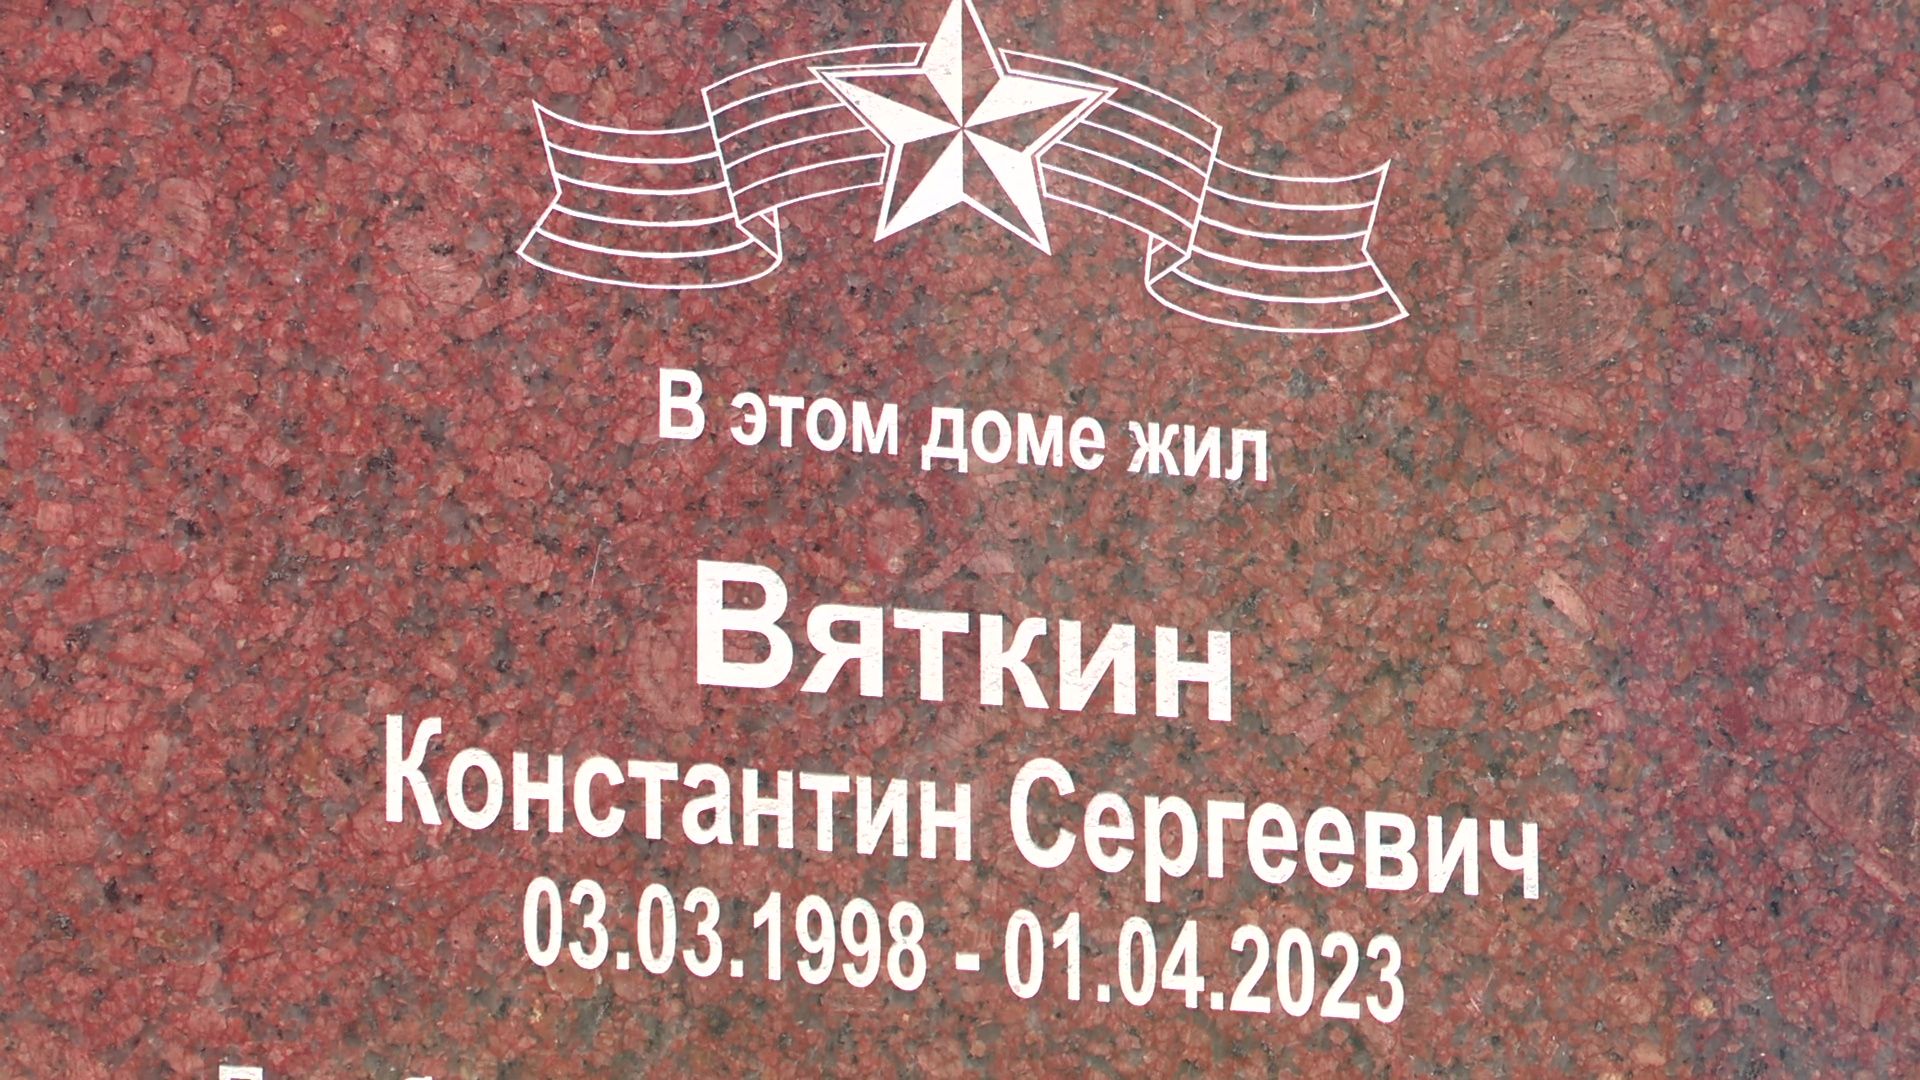 В этом доме жил
Вяткин
Константин Сергеевич
03.03.1998 - 01.04.2023